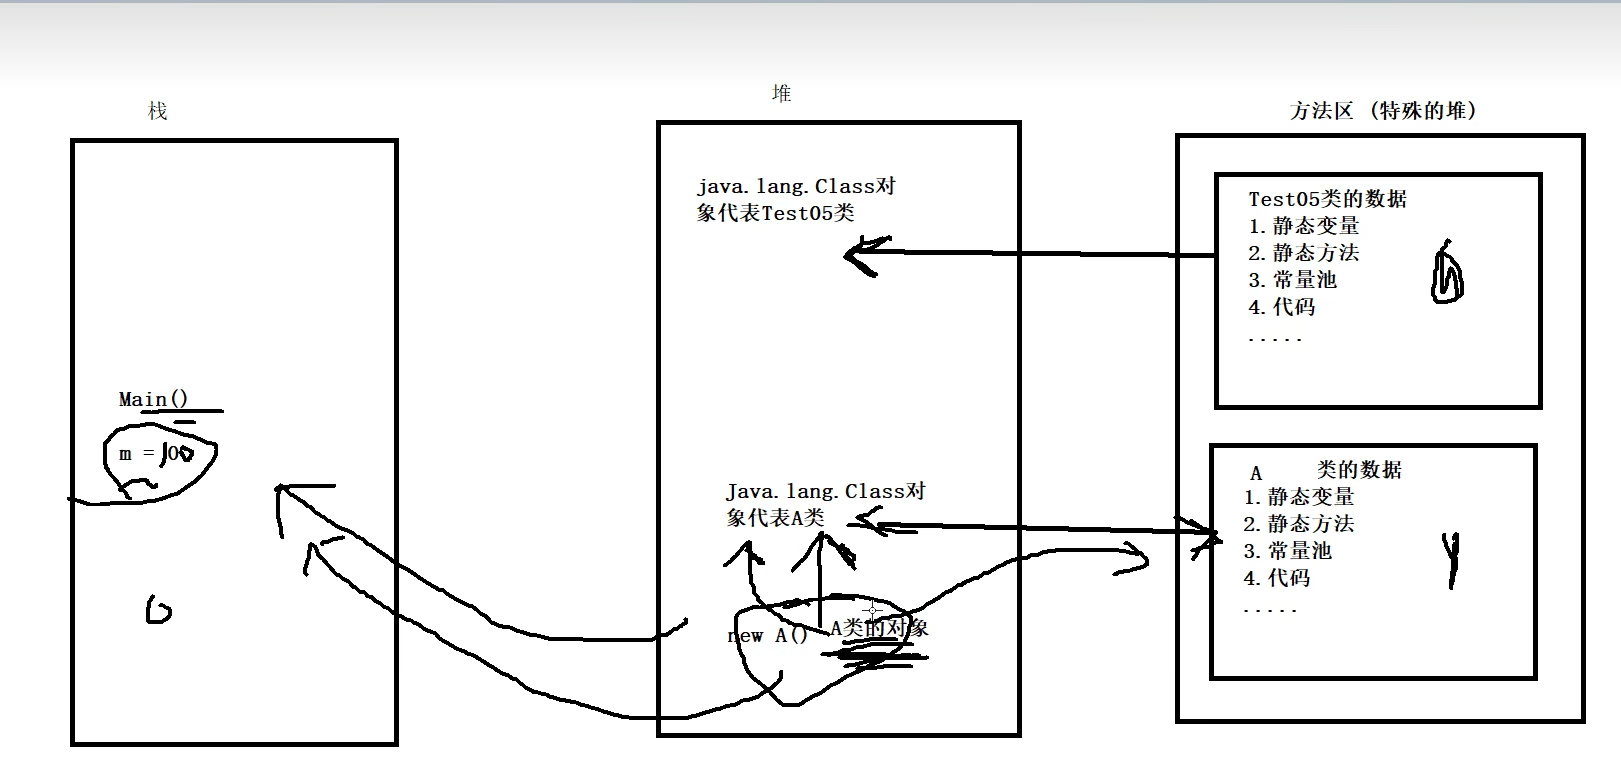 栈
堆
方法区 (特殊的堆)
java.lang.Class对
象代表Test05类
Test05类的数据
1.静态变量
2.静态方法
3.常量池
4.代码
.....
Main()
m = 100
Java.lang.Class对
象代表A类
A 类的数据
1.静态变量
2.静态方法
3.常量池
4.代码
.....
new A() A类的对象